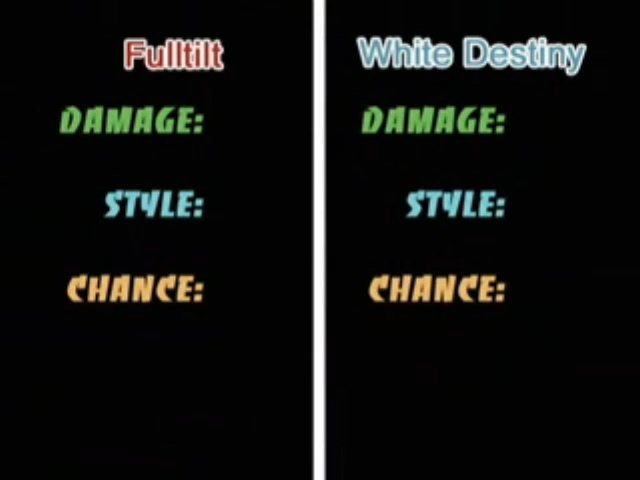 Fulltilt
DAMAGE:
STYLE:
CHANCE:
White Destiny
DAMAGE:
STYLE:
CHANCE: